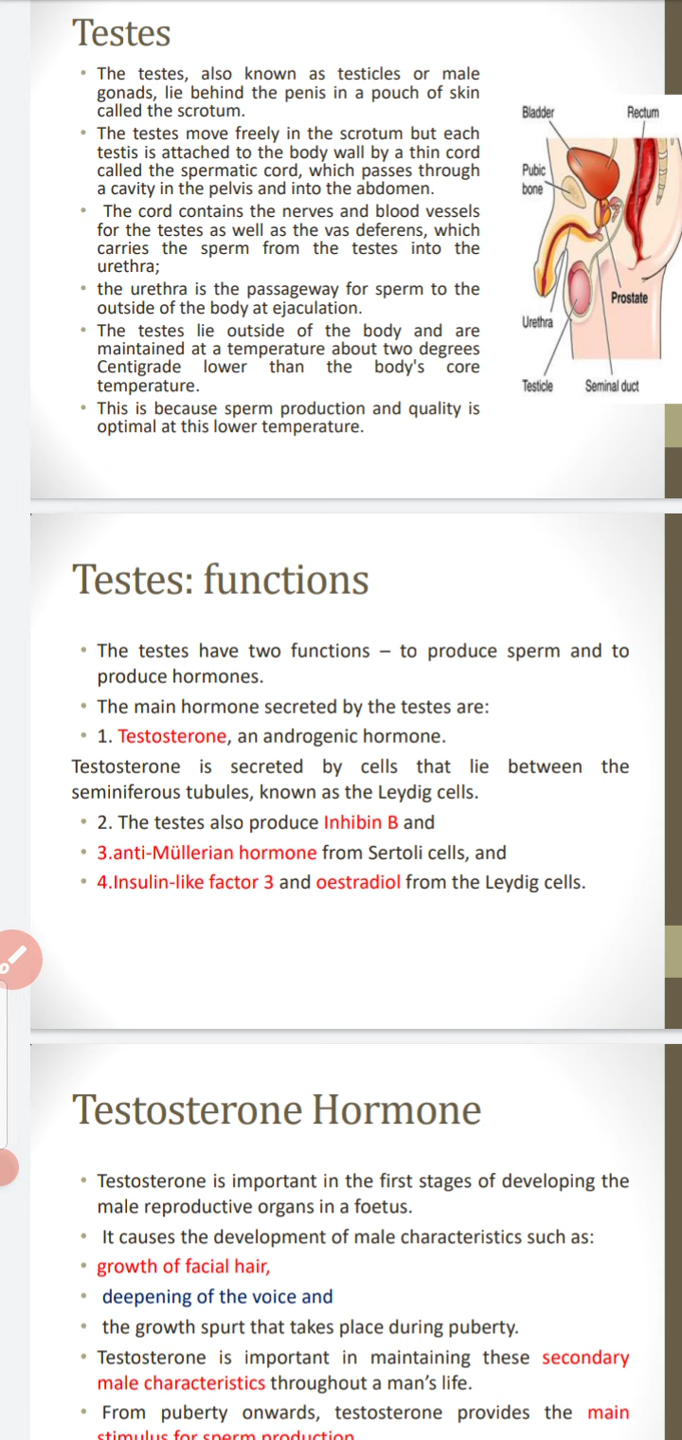 Testes
• The testes, also known as testicles or male
gonads, lie behind the penis in a pouch of skin
called the scrotum.
• The testes move freely in the scrotum but each
testis is attached to the body wall by a thin cord
called the spermatic cord, which passes through
a cavity in the pelvis and into the abdomen.
• The cord contains the nerves and blood vessels
for the testes as well as the vas deferens, which
carries the sperm from the testes into the
urethra;
• the urethra is the passageway for sperm to the
outside of the body at ejaculation.
• The testes lie outside of the body and are
maintained at a temperature about two degrees
Centigrade lower than the body's core
temperature.
• This is because sperm production and quality is
optimal at this lower temperature.
Bladder
Rectum
Pubic
bone
Prostate
Urethra
Testicle
Seminal duct
Testes: functions
• The testes have two functions – to produce sperm and to
produce hormones.
• The main hormone secreted by the testes are:
• 1. Testosterone, an androgenic hormone.
Testosterone is secreted by cells that lie between the
seminiferous tubules, known as the Leydig cells.
• 2. The testes also produce Inhibin B and
• 3.anti-Müllerian hormone from Sertoli cells, and
• 4.Insulin-like factor 3 and oestradiol from the Leydig cells.
Testosterone Hormone
• Testosterone is important in the first stages of developing the
male reproductive organs in a foetus.
• It causes the development of male characteristics such as:
• growth of facial hair,
• deepening of the voice and
• the growth spurt that takes place during puberty.
• Testosterone is important in maintaining these secondary
male characteristics throughout a man’s life.
• From puberty onwards, testosterone provides the main
stimulus for sperm production